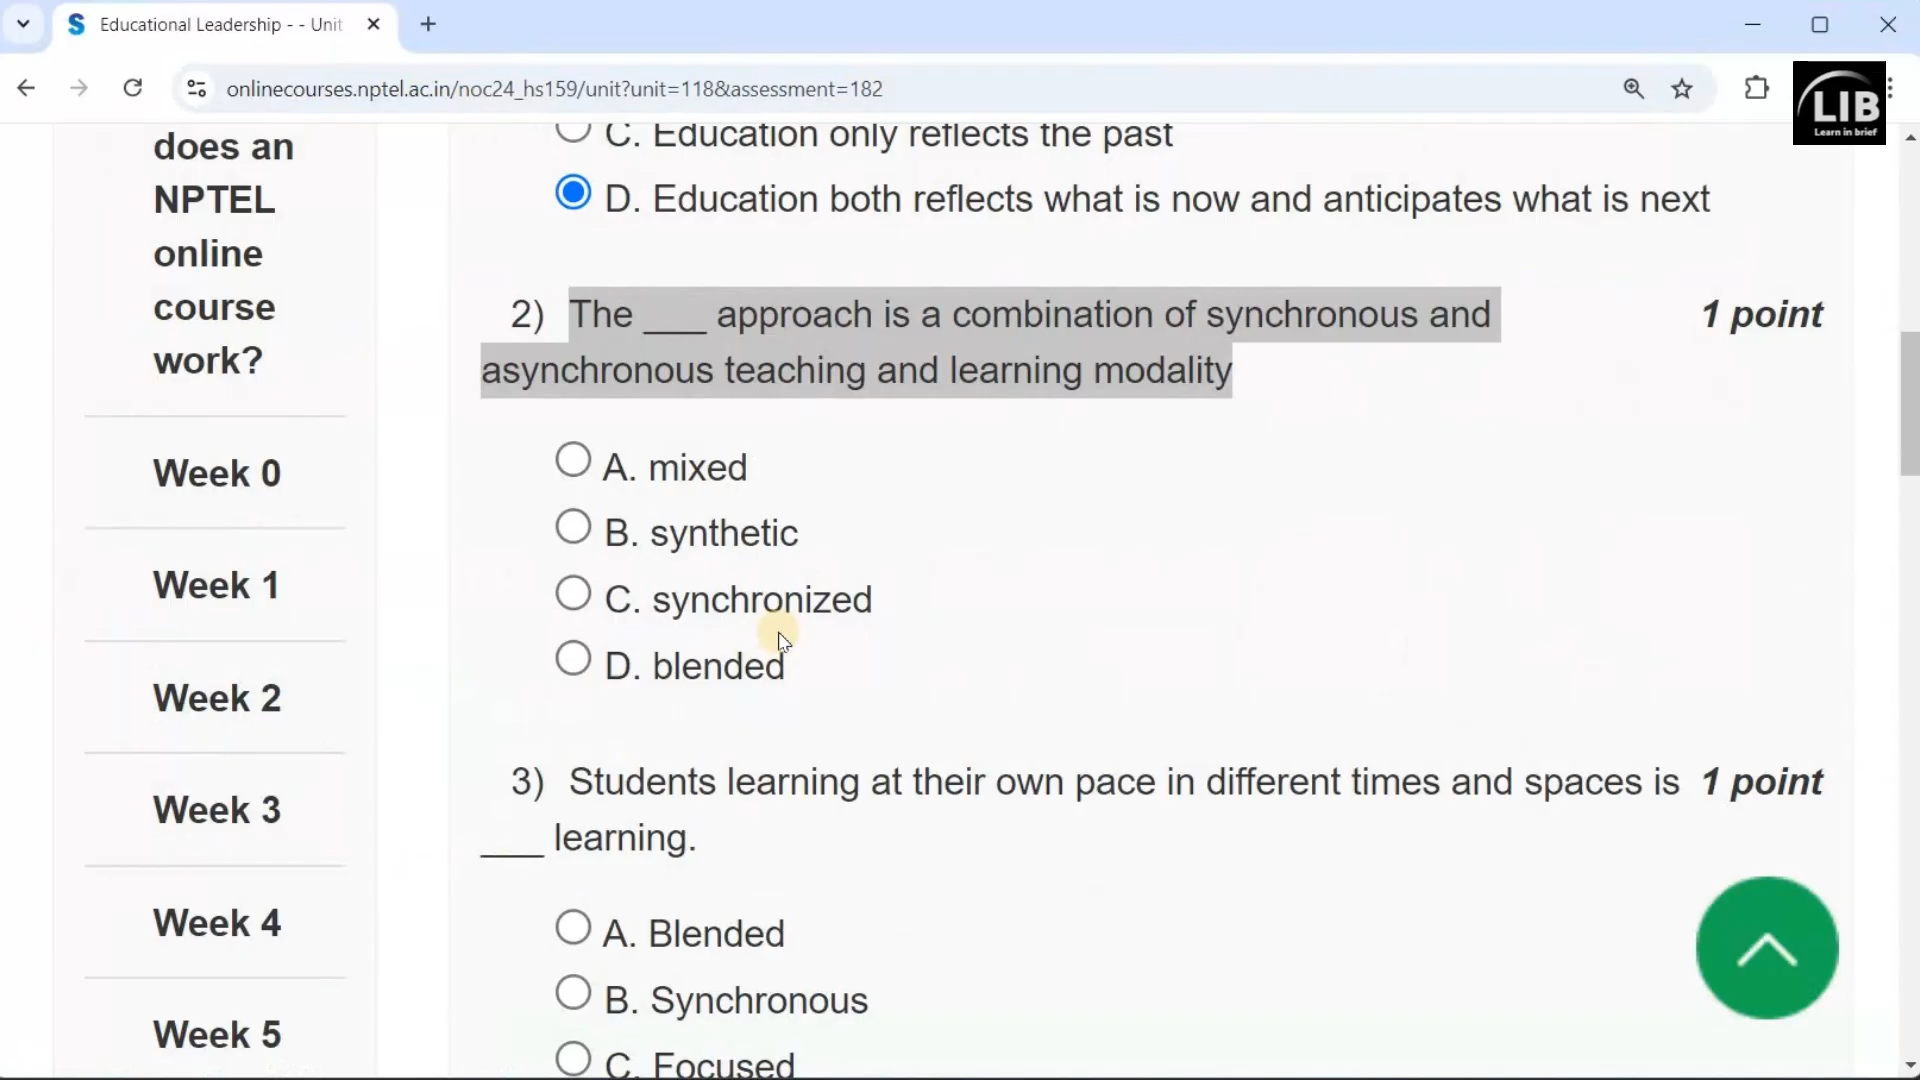 Educational Leadership - - Unit
onlinecourses.nptel.ac.in/noc24_hs159/unit?unit=118&assessment=182
LIB
Learn in brief
does an
NPTEL
online
course
work?
Week 0
Week 1
Week 2
Week 3
Week 4
Week 5
C. Education only reflects the past
D. Education both reflects what is now and anticipates what is next
2) The ___ approach is a combination of synchronous and 1 point
asynchronous teaching and learning modality
A. mixed
B. synthetic
C. synchronized
D. blended
3) Students learning at their own pace in different times and spaces is 1 point
___ learning.
A. Blended
B. Synchronous
C. Focused